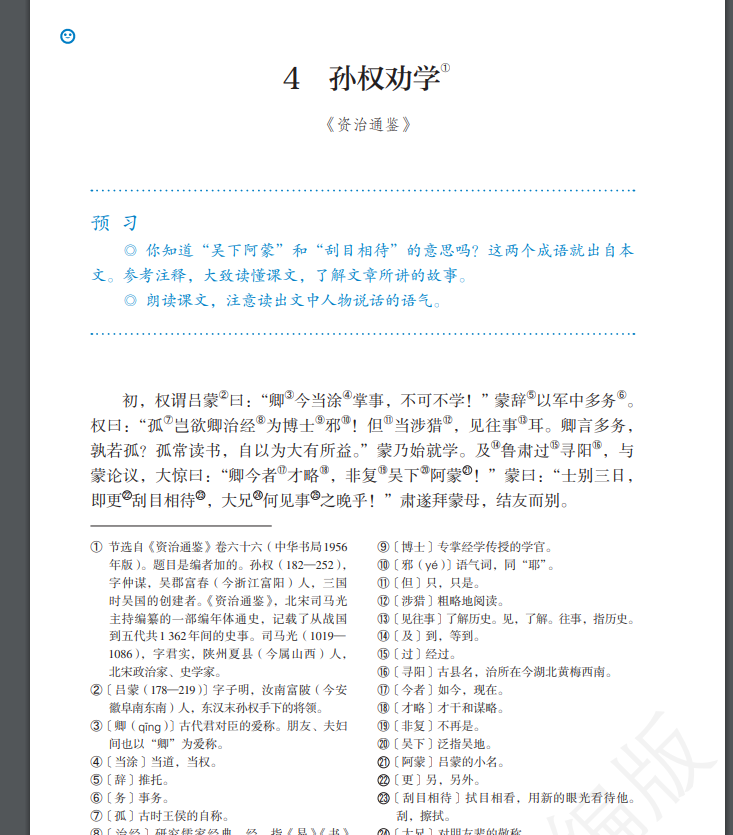 4 孙权劝学①
《资治通鉴》
预 习
◎ 你知道“吴下阿蒙”和“刮目相待”的意思吗？这两个成语就出自本
文。参考注释，大致读懂课文，了解文章所讲的故事。
◎ 朗读课文，注意读出文中人物说话的语气。
初，权谓吕蒙②曰：“卿③今当涂④掌事，不可不学！”蒙辞⑤以军中多务⑥。
权曰：“孤⑦岂欲卿治经⑧为博士⑨邪⑩！但⑪当涉猎⑫，见往事⑬耳。卿言多务，
孰若孤？孤常读书，自以为大有所益。”蒙乃始就学。及⑭鲁肃过⑮寻阳⑯，与
蒙论议，大惊曰：“卿今者⑰才略⑱，非复⑲吴下⑳阿蒙㉑！”蒙曰：“士别三日，
即更㉒刮目相待㉓，大兄㉔何见事㉕之晚乎！”肃遂拜蒙母，结友而别。
① 节选自《资治通鉴》卷六十六（中华书局1956
年版）。题目是编者加的。孙权（182—252），
字仲谋，吴郡富春（今浙江富阳）人，三国
时吴国的创建者。《资治通鉴》，北宋司马光
主持编纂的一部编年体通史，记载了从战国
到五代共1 362年间的史事。司马光（1019—
1086），字君实，陕州夏县（今属山西）人，
北宋政治家、史学家。
②〔吕蒙（178—219）〕字子明，汝南富陂（今安
徽阜南东南）人，东汉末孙权手下的将领。
③〔卿（qīng）〕古代君对臣的爱称。朋友、夫妇
间也以“卿”为爱称。
④〔当涂〕当道，当权。
⑤〔辞〕推托。
⑥〔务〕事务。
⑦〔孤〕古时王侯的自称。
⑧〔治经〕研究儒家经典。经，指《易》《书》
⑨〔博士〕专掌经学传授的学官。
⑩〔邪（yé）〕语气词，同“耶”。
⑪〔但〕只，只是。
⑫〔涉猎〕粗略地阅读。
⑬〔见往事〕了解历史。见，了解。往事，指历史。
⑭〔及〕到，等到。
⑮〔过〕经过。
⑯〔寻阳〕古县名，治所在今湖北黄梅西南。
⑰〔今者〕如今，现在。
⑱〔才略〕才干和谋略。
⑲〔非复〕不再是。
⑳〔吴下〕泛指吴地。
㉑〔阿蒙〕吕蒙的小名。
㉒〔更〕另，另外。
㉓〔刮目相待〕拭目相看，用新的眼光看待他。
刮，擦拭。
㉔〔大兄〕对朋友辈的敬称。
编版